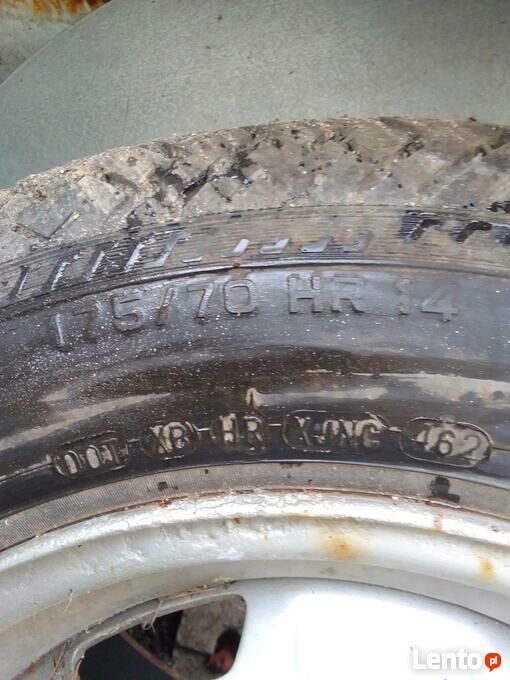 175/70 HR 14
DOT XB HR XJNC 462
Lento.pl